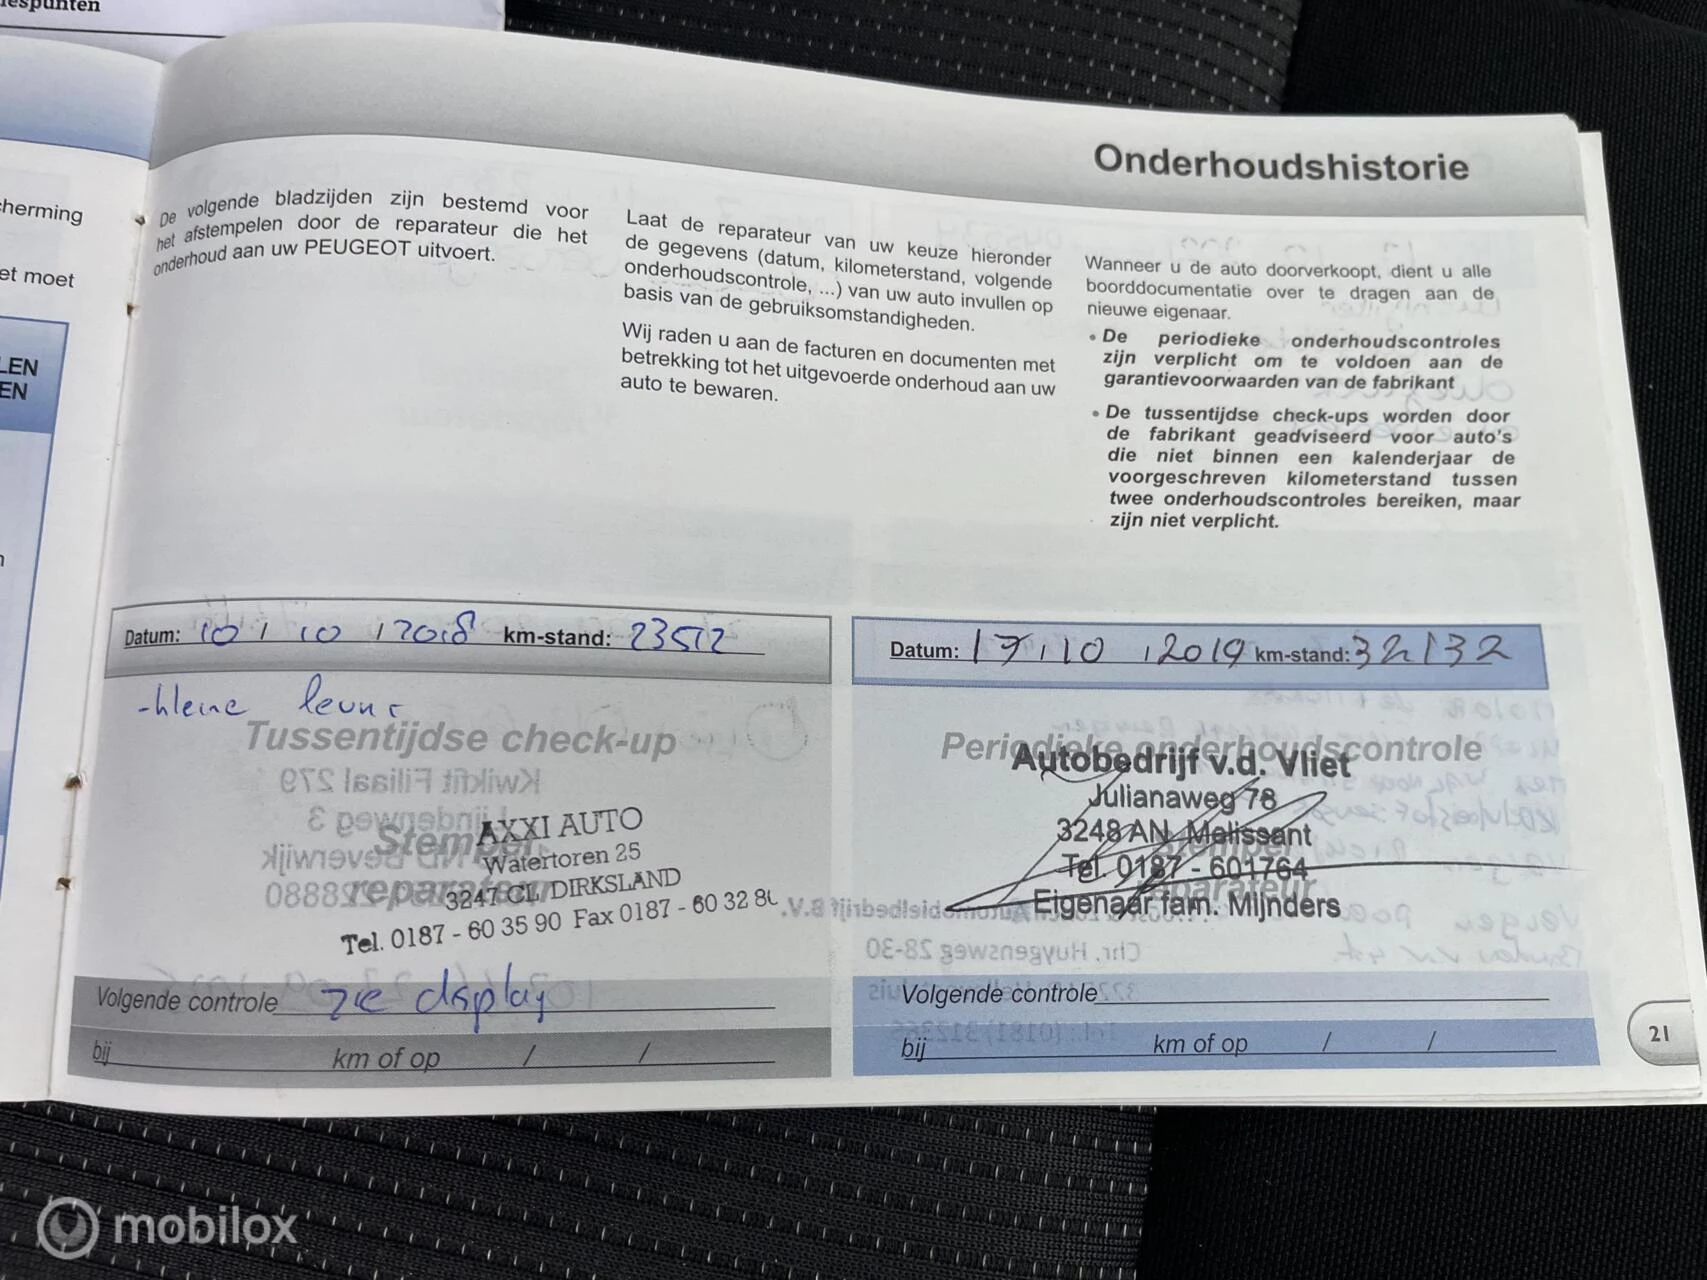 espunten
cherming
et moet
LEN
EN
Onderhoudshistorie
De volgende bladzijden zijn bestemd voor
het afstempelen door de reparateur die het
onderhoud aan uw PEUGEOT uitvoert.
Laat de reparateur van uw keuze hieronder
de gegevens (datum, kilometerstand, volgende
onderhoudscontrole, ...) van uw auto invullen op
basis van de gebruiksomstandigheden.
Wij raden u aan de facturen en documenten met
betrekking tot het uitgevoerde onderhoud aan uw
auto te bewaren.
Wanneer u de auto doorverkoopt, dient u alle
boorddocumentatie over te dragen aan de
nieuwe eigenaar.
• De periodieke onderhoudscontroles
zijn verplicht om te voldoen aan de
garantievoorwaarden van de fabrikant
• De tussentijdse check-ups worden door
de fabrikant geadviseerd voor auto's
die niet binnen een kalenderjaar de
voorgeschreven kilometerstand tussen
twee onderhoudscontroles bereiken, maar
zijn niet verplicht.
Datum: 10 / 10 / 2018 km-stand: 23512
-kleine
Tussentijdse check-up
Stempel
reparateur
AXXI AUTO
Watertoren 25
3247 CL DIRKSLAND
Tel. 0187 - 60 35 90 Fax 0187 - 60 32 80
Volgende controle zie display
bij km of op / /
Datum: 17 / 10 / 2019 km-stand: 32132
Periodieke onderhoudscontrole
Stempel
reparateur
Autobedrijf v.d. Vliet
Julianaweg 78
3248 AN Melissant
Tel. 0187 - 601764
Eigenaar fam. Mijnders
Volgende controle
bij km of op / /
21
mobilox